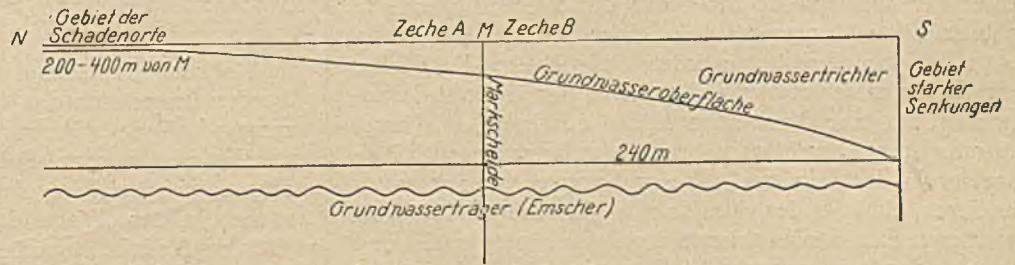 Gebiet der
Schadenorte
N
200-400m von M
Zeche A M Zeche B
S
Grundwassertrichter
Grundwasseroberfläche
Gebiet
starker
Senkungen
Markscheide
240m
Grundwasserträger (Emscher)